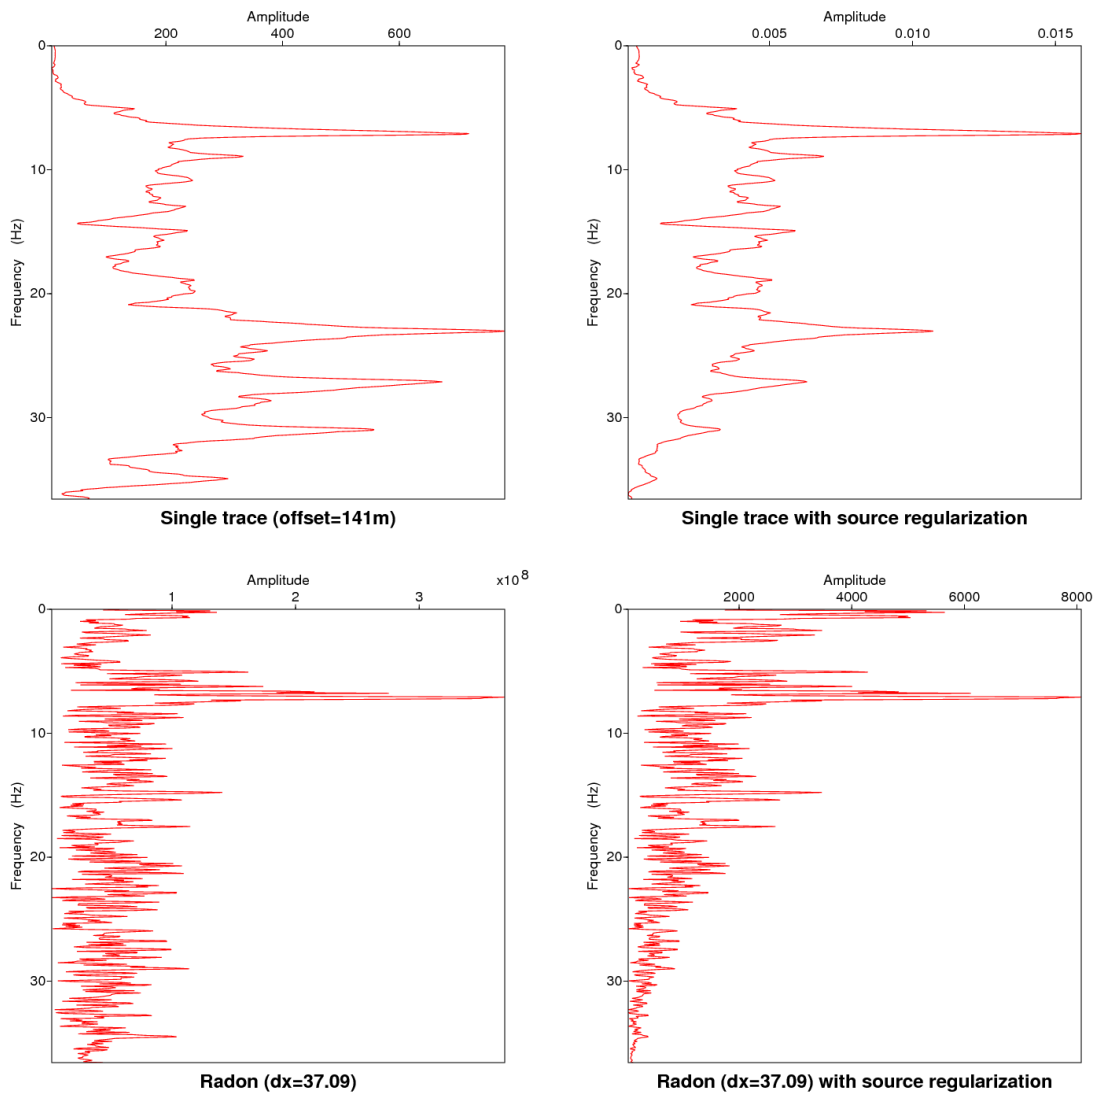 Amplitude
200 400 600
0
10
20
30
Frequency (Hz)
Single trace (offset=141m)
Amplitude
0.005 0.010 0.015
0
10
20
30
Frequency (Hz)
Single trace with source regularization
Amplitude
x10 8
1 2 3
0
10
20
30
Frequency (Hz)
Radon (dx=37.09)
Amplitude
2000 4000 6000 8000
0
10
20
30
Frequency (Hz)
Radon (dx=37.09) with source regularization